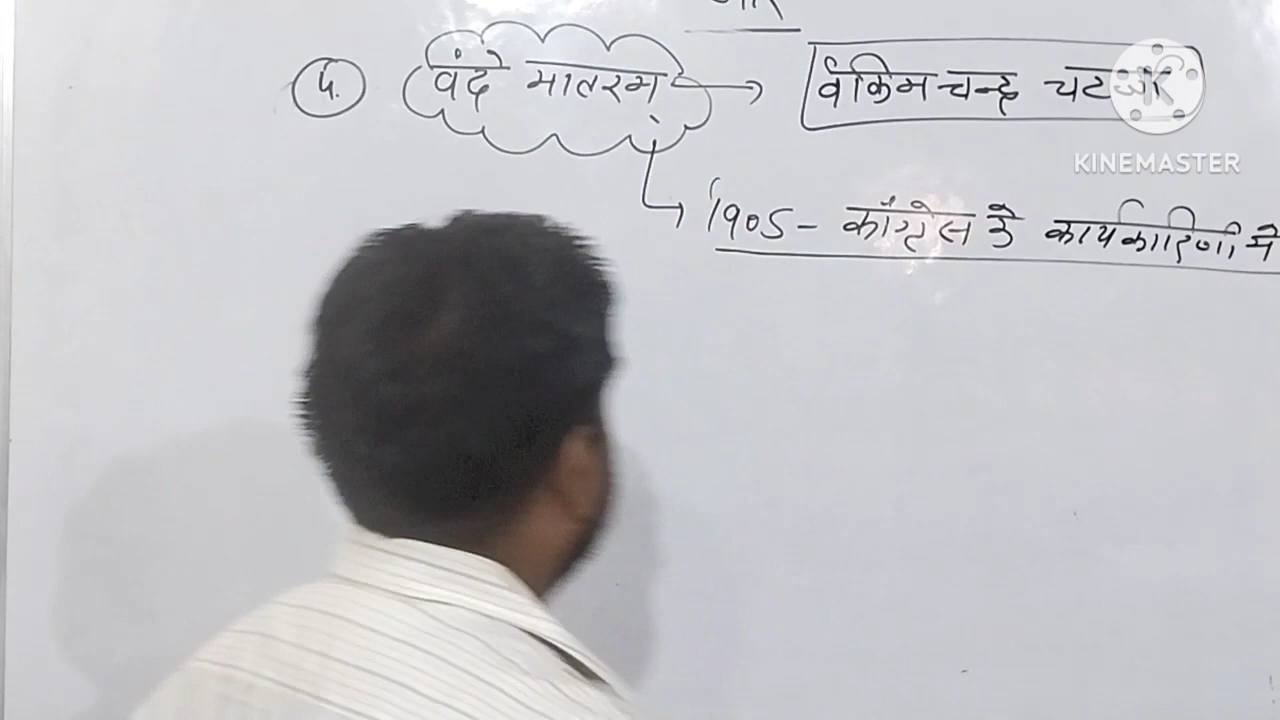 ५. वंदे मातरम् → वंकिमचन्द्र चटर्जी
KINEMASTER
1905 - काँग्रेस के कार्यकारिणी मे